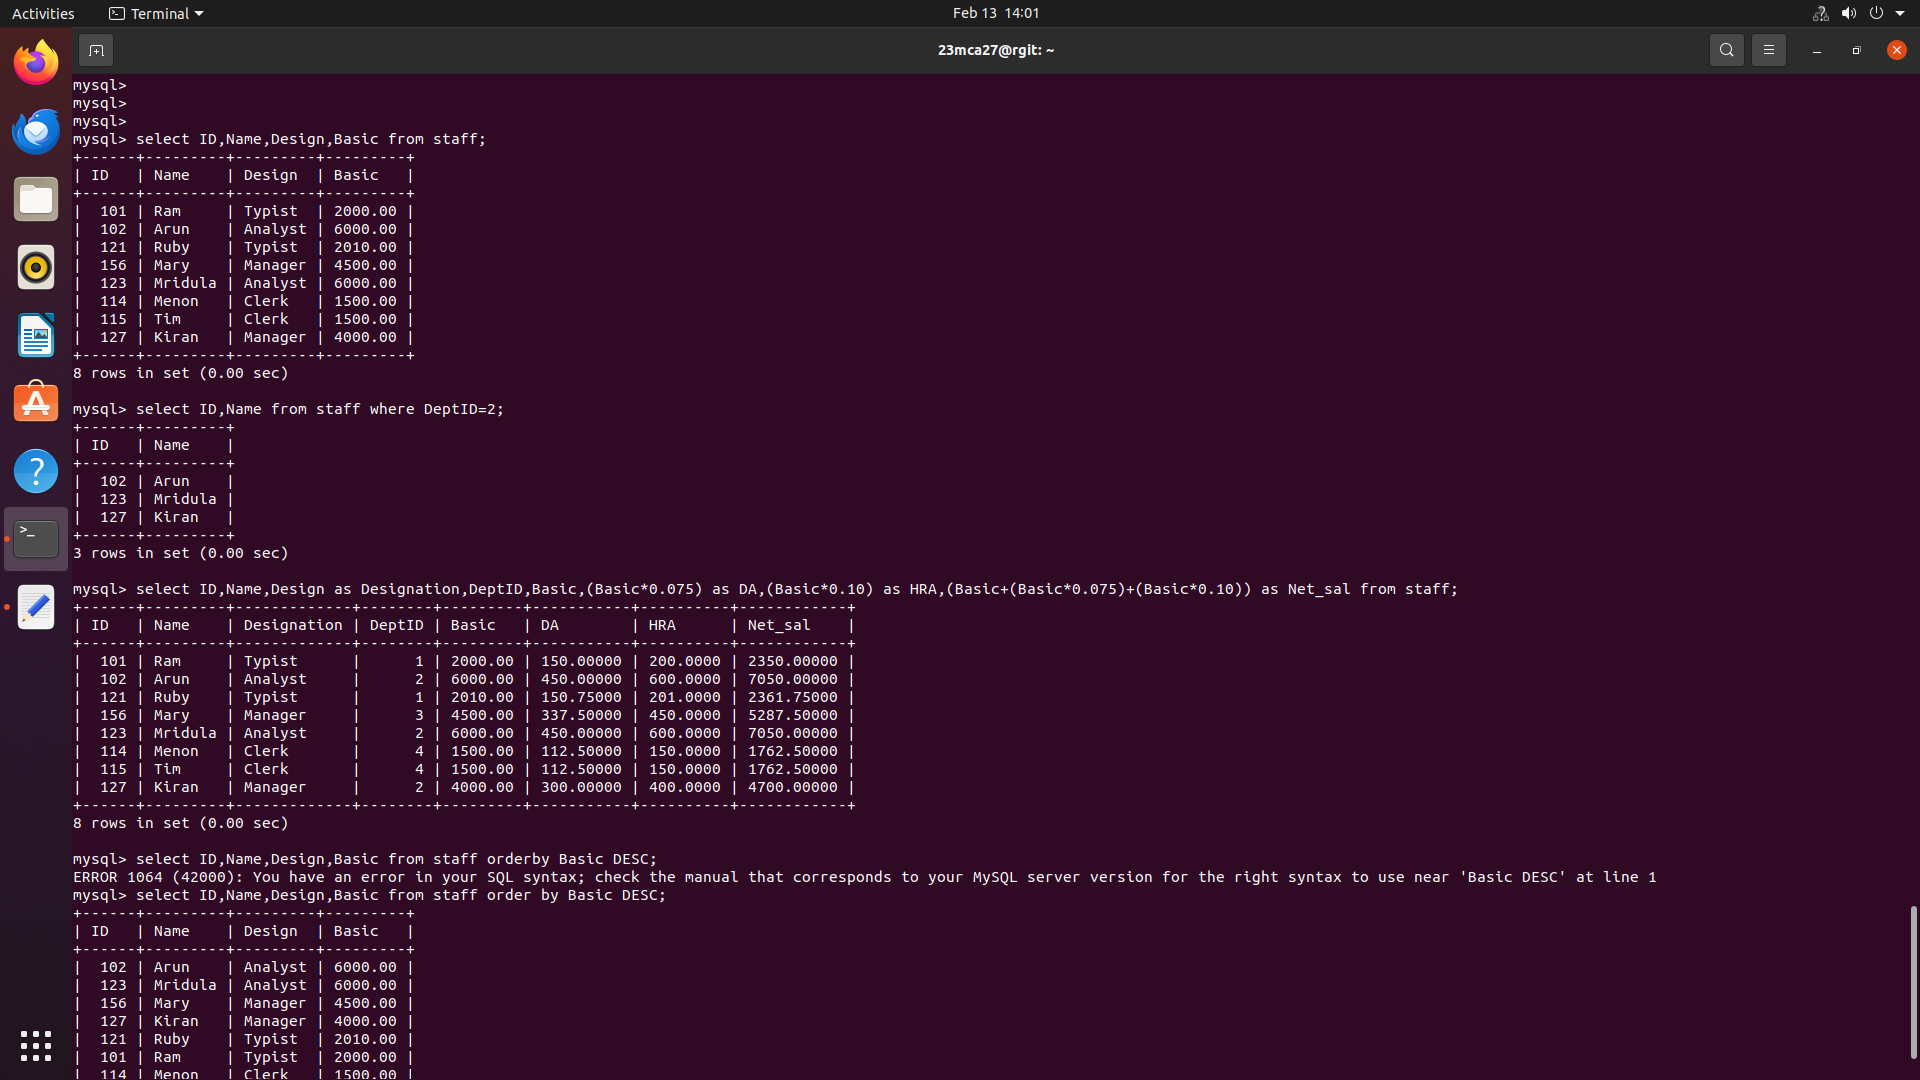 Activities
Terminal
Feb 13 14:01
23mca27@rgit: ~
mysql>
mysql>
mysql>
mysql> select ID,Name,Design,Basic from staff;
+------+---------+---------+---------+
| ID   | Name    | Design  | Basic   |
+------+---------+---------+---------+
|  101 | Ram     | Typist  | 2000.00 |
|  102 | Arun    | Analyst | 6000.00 |
|  121 | Ruby    | Typist  | 2010.00 |
|  156 | Mary    | Manager | 4500.00 |
|  123 | Mridula | Analyst | 6000.00 |
|  114 | Menon   | Clerk   | 1500.00 |
|  115 | Tim     | Clerk   | 1500.00 |
|  127 | Kiran   | Manager | 4000.00 |
+------+---------+---------+---------+
8 rows in set (0.00 sec)
mysql> select ID,Name from staff where DeptID=2;
+------+---------+
| ID   | Name    |
+------+---------+
|  102 | Arun    |
|  123 | Mridula |
|  127 | Kiran   |
+------+---------+
3 rows in set (0.00 sec)
mysql> select ID,Name,Design as Designation,DeptID,Basic,(Basic*0.075) as DA,(Basic*0.10) as HRA,(Basic+(Basic*0.075)+(Basic*0.10)) as Net_sal from staff;
+------+---------+-------------+--------+---------+-----------+----------+------------+
| ID   | Name    | Designation | DeptID | Basic   | DA        | HRA      | Net_sal    |
+------+---------+-------------+--------+---------+-----------+----------+------------+
|  101 | Ram     | Typist      |      1 | 2000.00 | 150.00000 | 200.0000 | 2350.00000 |
|  102 | Arun    | Analyst     |      2 | 6000.00 | 450.00000 | 600.0000 | 7050.00000 |
|  121 | Ruby    | Typist      |      1 | 2010.00 | 150.75000 | 201.0000 | 2361.75000 |
|  156 | Mary    | Manager     |      3 | 4500.00 | 337.50000 | 450.0000 | 5287.50000 |
|  123 | Mridula | Analyst     |      2 | 6000.00 | 450.00000 | 600.0000 | 7050.00000 |
|  114 | Menon   | Clerk       |      4 | 1500.00 | 112.50000 | 150.0000 | 1762.50000 |
|  115 | Tim     | Clerk       |      4 | 1500.00 | 112.50000 | 150.0000 | 1762.50000 |
|  127 | Kiran   | Manager     |      2 | 4000.00 | 300.00000 | 400.0000 | 4700.00000 |
+------+---------+-------------+--------+---------+-----------+----------+------------+
8 rows in set (0.00 sec)
mysql> select ID,Name,Design,Basic from staff orderby Basic DESC;
ERROR 1064 (42000): You have an error in your SQL syntax; check the manual that corresponds to your MySQL server version for the right syntax to use near 'Basic DESC' at line 1
mysql> select ID,Name,Design,Basic from staff order by Basic DESC;
+------+---------+---------+---------+
| ID   | Name    | Design  | Basic   |
+------+---------+---------+---------+
|  102 | Arun    | Analyst | 6000.00 |
|  123 | Mridula | Analyst | 6000.00 |
|  156 | Mary    | Manager | 4500.00 |
|  127 | Kiran   | Manager | 4000.00 |
|  121 | Ruby    | Typist  | 2010.00 |
|  101 | Ram     | Typist  | 2000.00 |
|  114 | Menon   | Clerk   | 1500.00 |